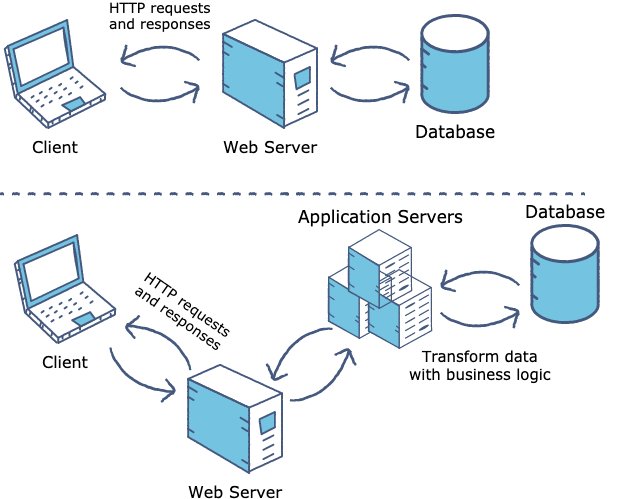 HTTP requests
and responses
Client
Web Server
Database
Application Servers
Database
HTTP requests
and responses
Client
Transform data
with business logic
Web Server